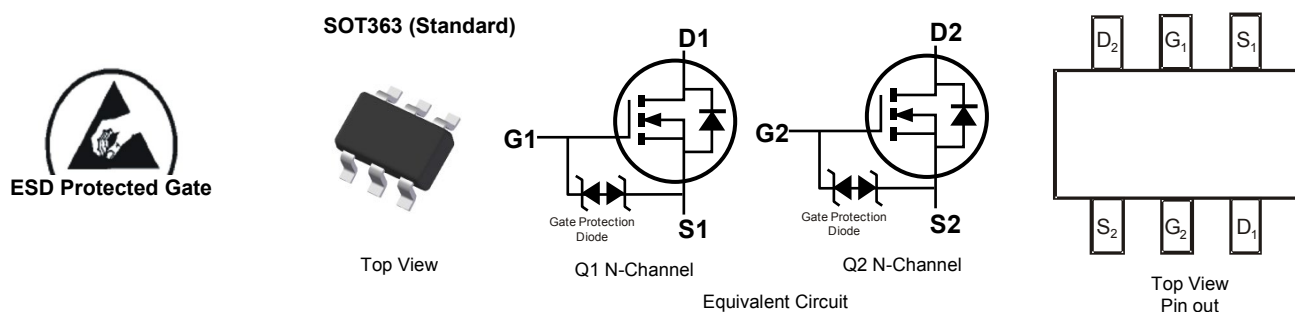 SOT363 (Standard)
ESD Protected Gate
Top View
D1
G1
Gate Protection
Diode
S1
Q1 N-Channel
D2
G2
Gate Protection
Diode
S2
Q2 N-Channel
Equivalent Circuit
D₂ G₁ S₁
S₂ G₂ D₁
Top View
Pin out